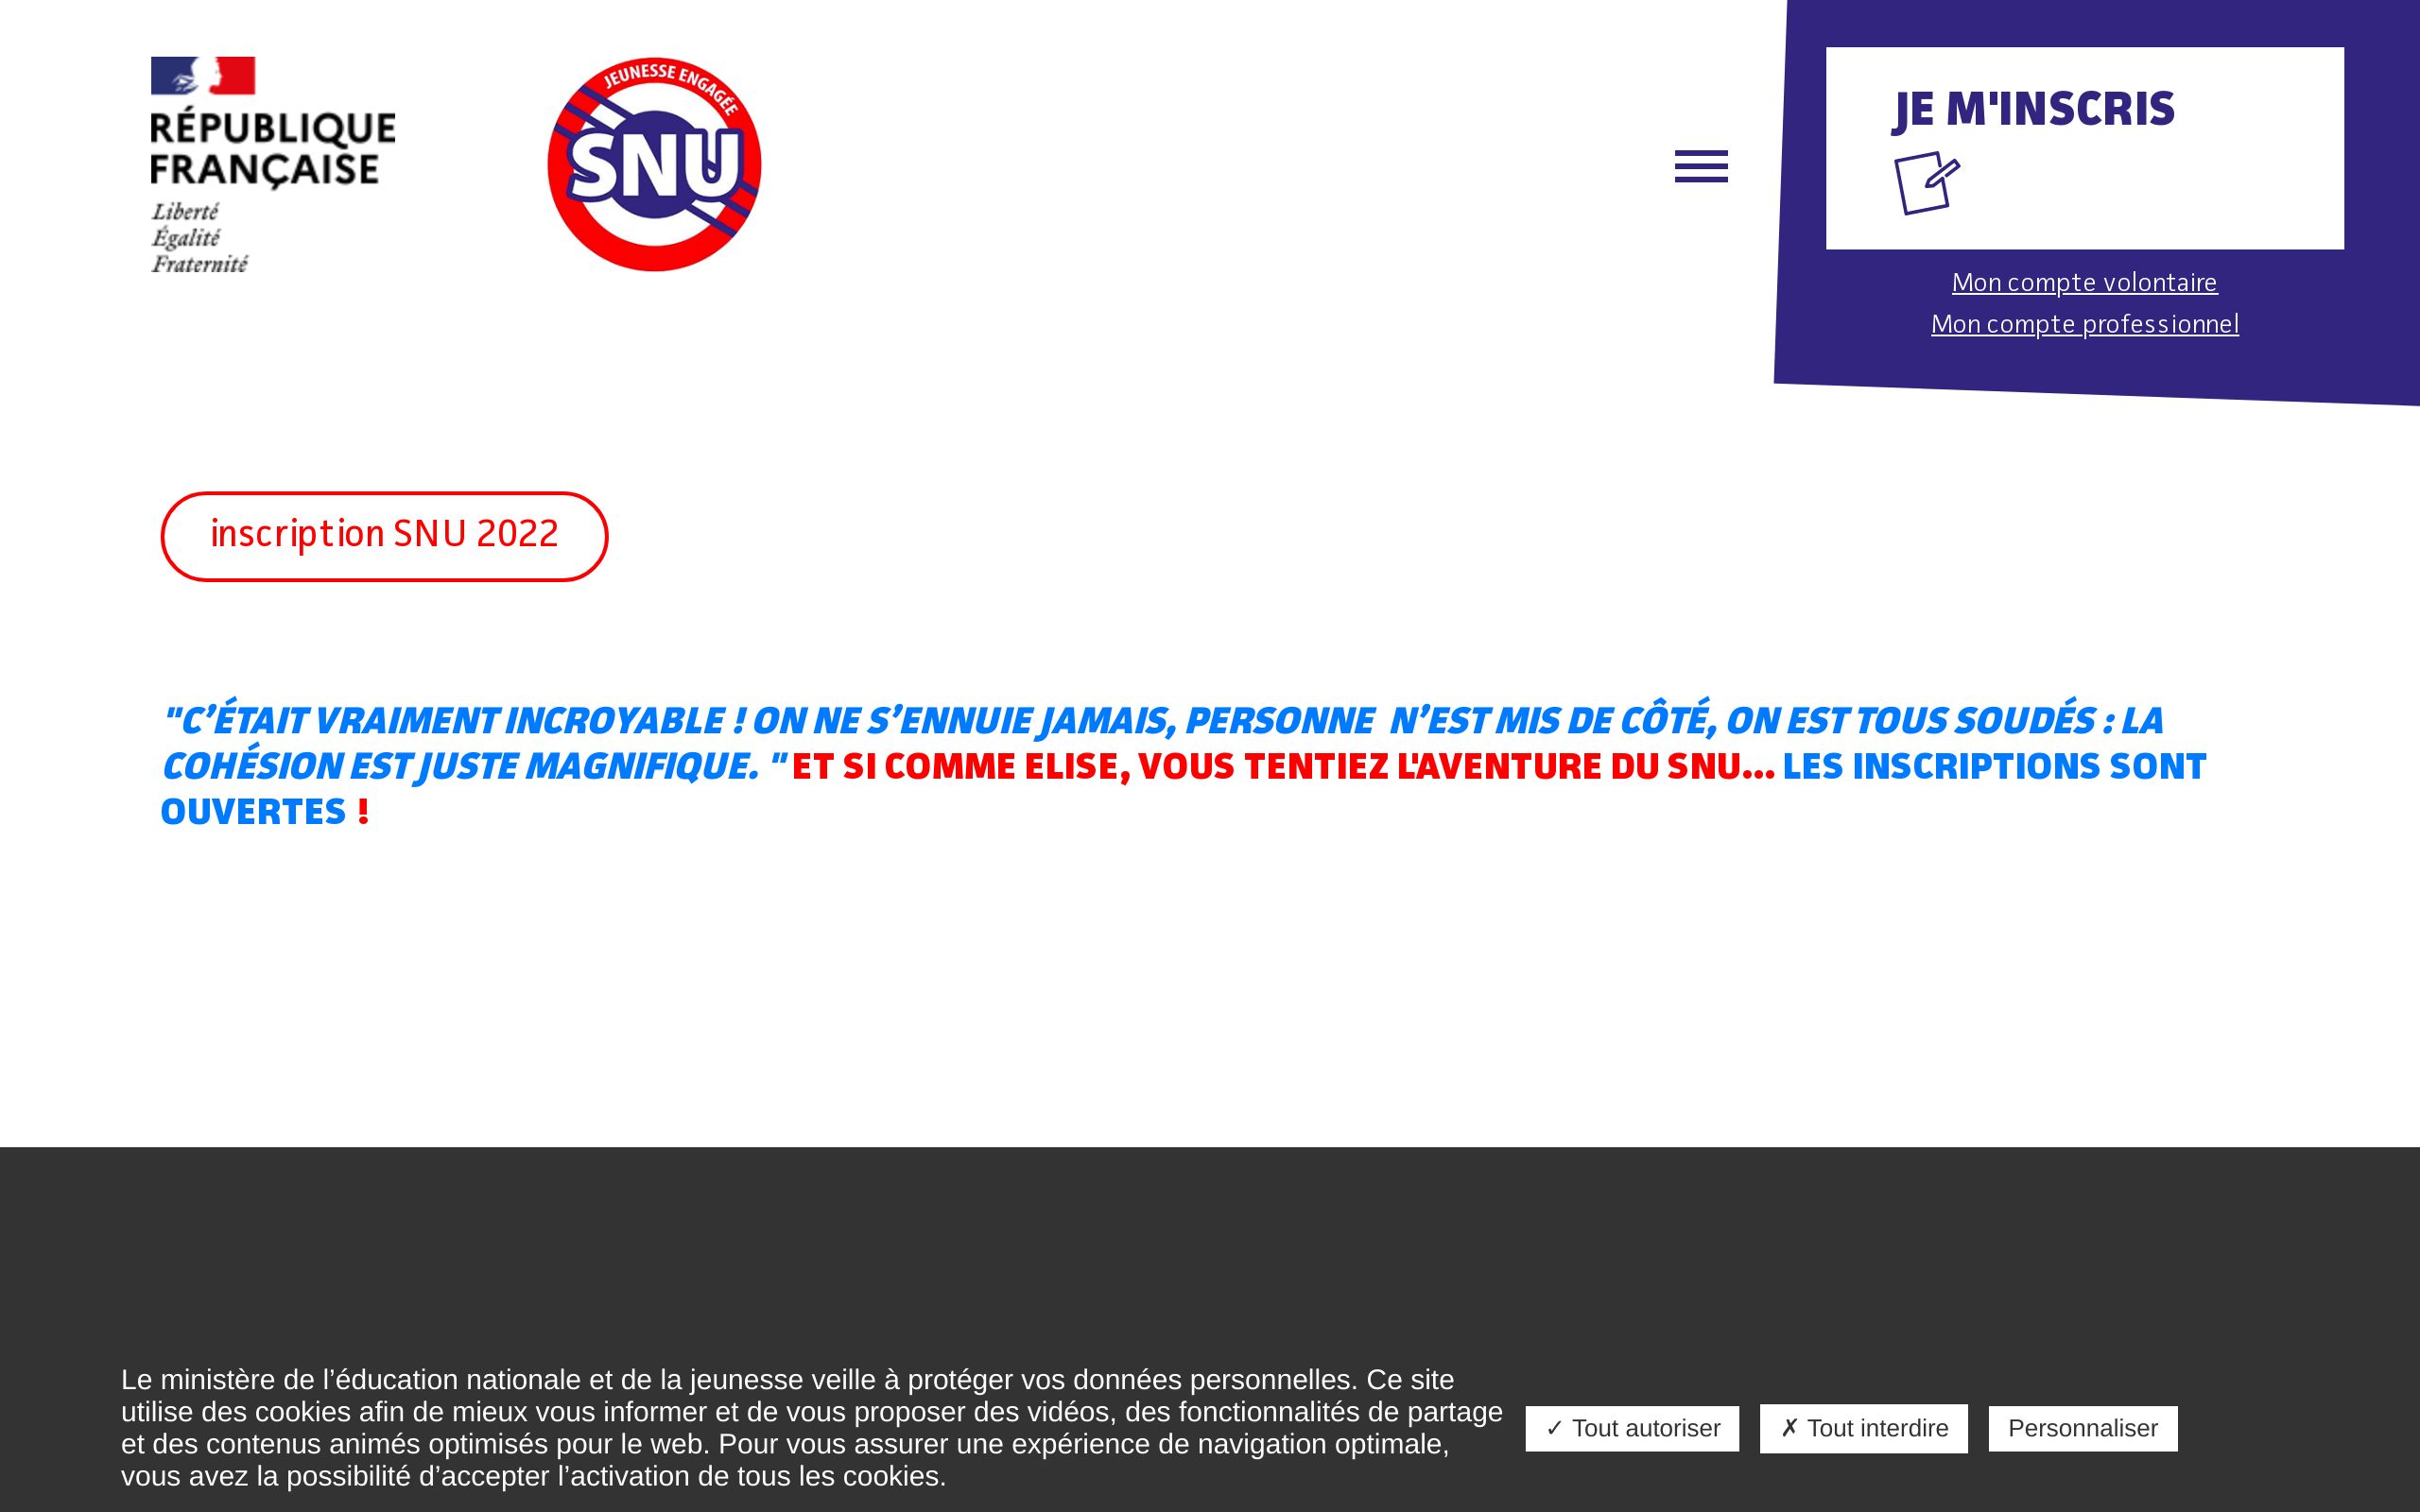 RÉPUBLIQUE
FRANÇAISE
Liberté
Égalité
Fraternité
JEUNESSE ENGAGÉE
SNU
JE M'INSCRIS
Mon compte volontaire
Mon compte professionnel
inscription SNU 2022
"C’ÉTAIT VRAIMENT INCROYABLE ! ON NE S’ENNUIE JAMAIS, PERSONNE N’EST MIS DE CÔTÉ, ON EST TOUS SOUDÉS : LA
COHÉSION EST JUSTE MAGNIFIQUE. " ET SI COMME ELISE, VOUS TENTIEZ L'AVENTURE DU SNU... LES INSCRIPTIONS SONT
OUVERTES !
Le ministère de l’éducation nationale et de la jeunesse veille à protéger vos données personnelles. Ce site
utilise des cookies afin de mieux vous informer et de vous proposer des vidéos, des fonctionnalités de partage
et des contenus animés optimisés pour le web. Pour vous assurer une expérience de navigation optimale,
vous avez la possibilité d’accepter l’activation de tous les cookies.
✓ Tout autoriser
✗ Tout interdire
Personnaliser